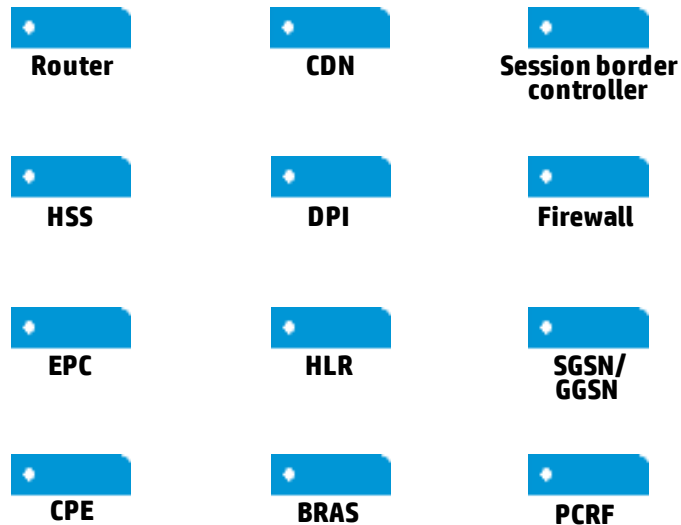 Router
CDN
Session border
controller
HSS
DPI
Firewall
EPC
HLR
SGSN/
GGSN
CPE
BRAS
PCRF